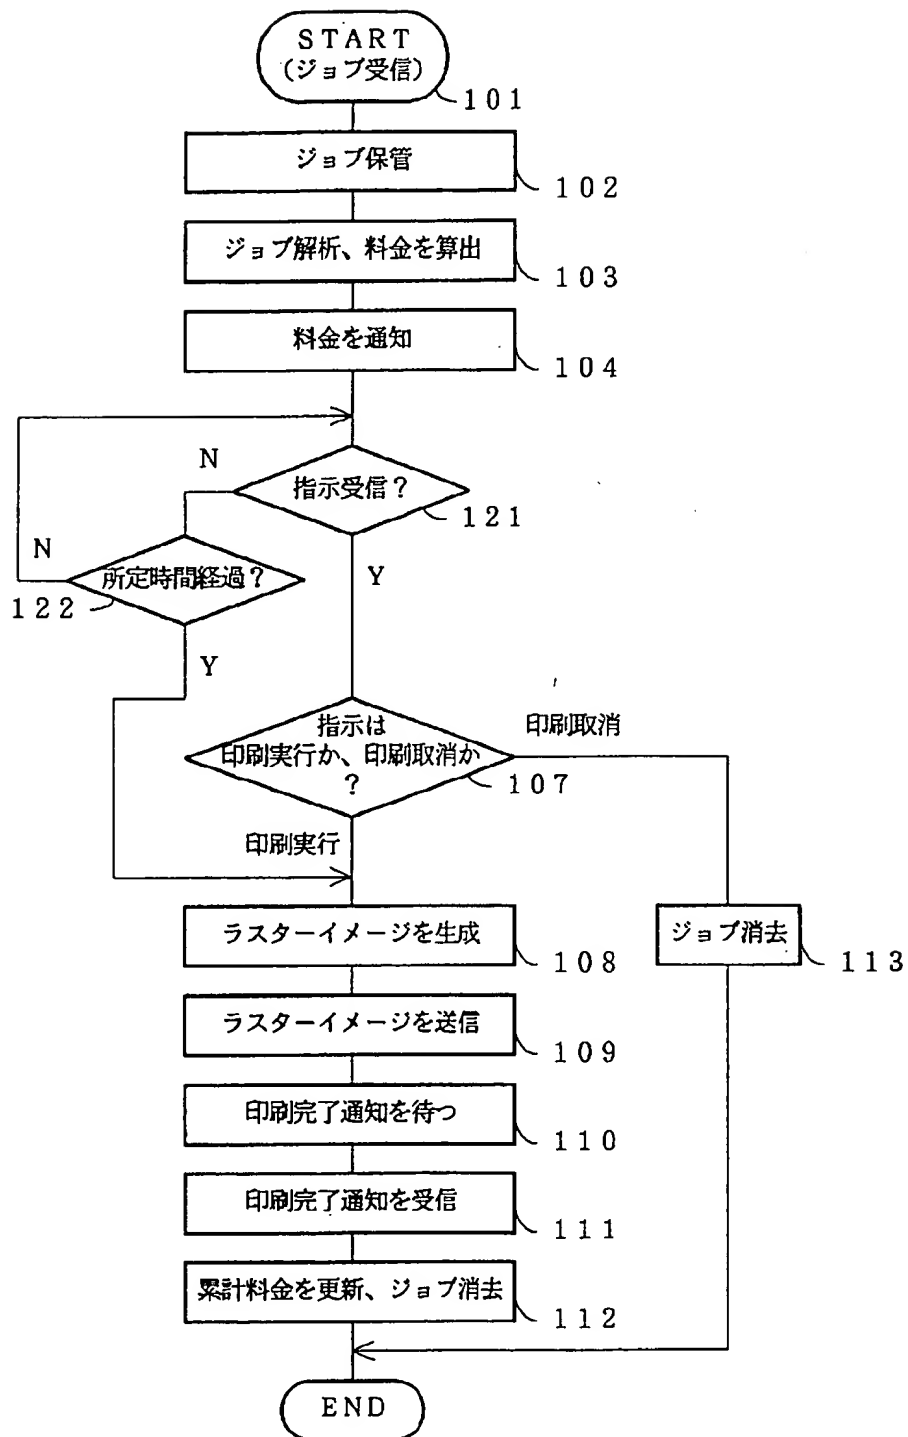 START
(ジョブ受信)
101
ジョブ保管
102
ジョブ解析、料金を算出
103
料金を通知
104
N
指示受信？
121
N
所定時間経過？
122
Y
Y
指示は
印刷実行か、印刷取消か
？
107
印刷取消
印刷実行
ラスターイメージを生成
108
ジョブ消去
113
ラスターイメージを送信
109
印刷完了通知を待つ
110
印刷完了通知を受信
111
累計料金を更新、ジョブ消去
112
END